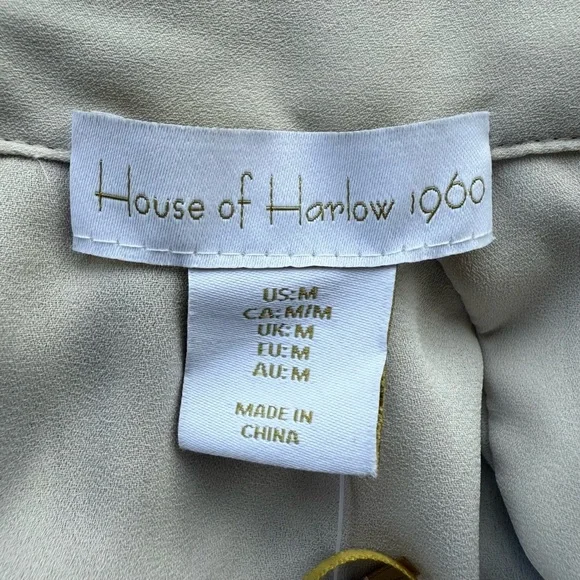 House of Harlow 1960
US:M
CA:M/M
UK:M
EU:M
AU:M
MADE IN
CHINA